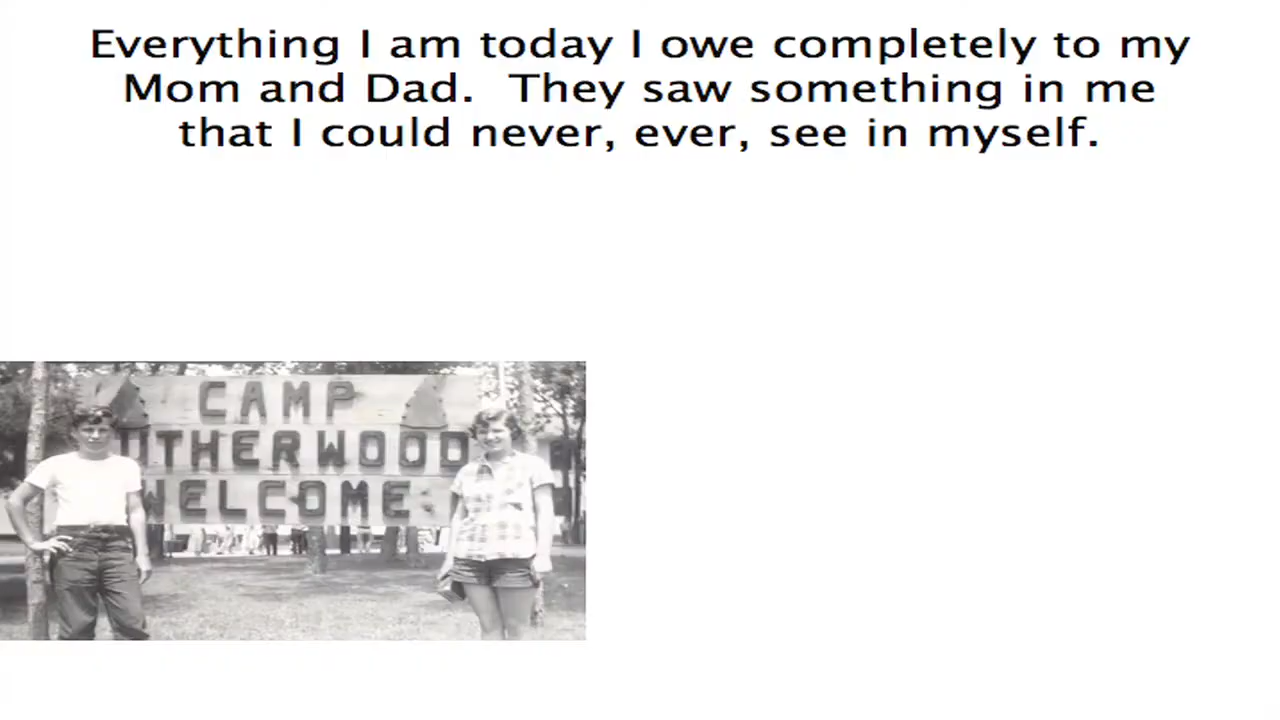 Everything I am today I owe completely to my
Mom and Dad.  They saw something in me
that I could never, ever, see in myself.
CAMP
UTHERWOOD
WELCOME